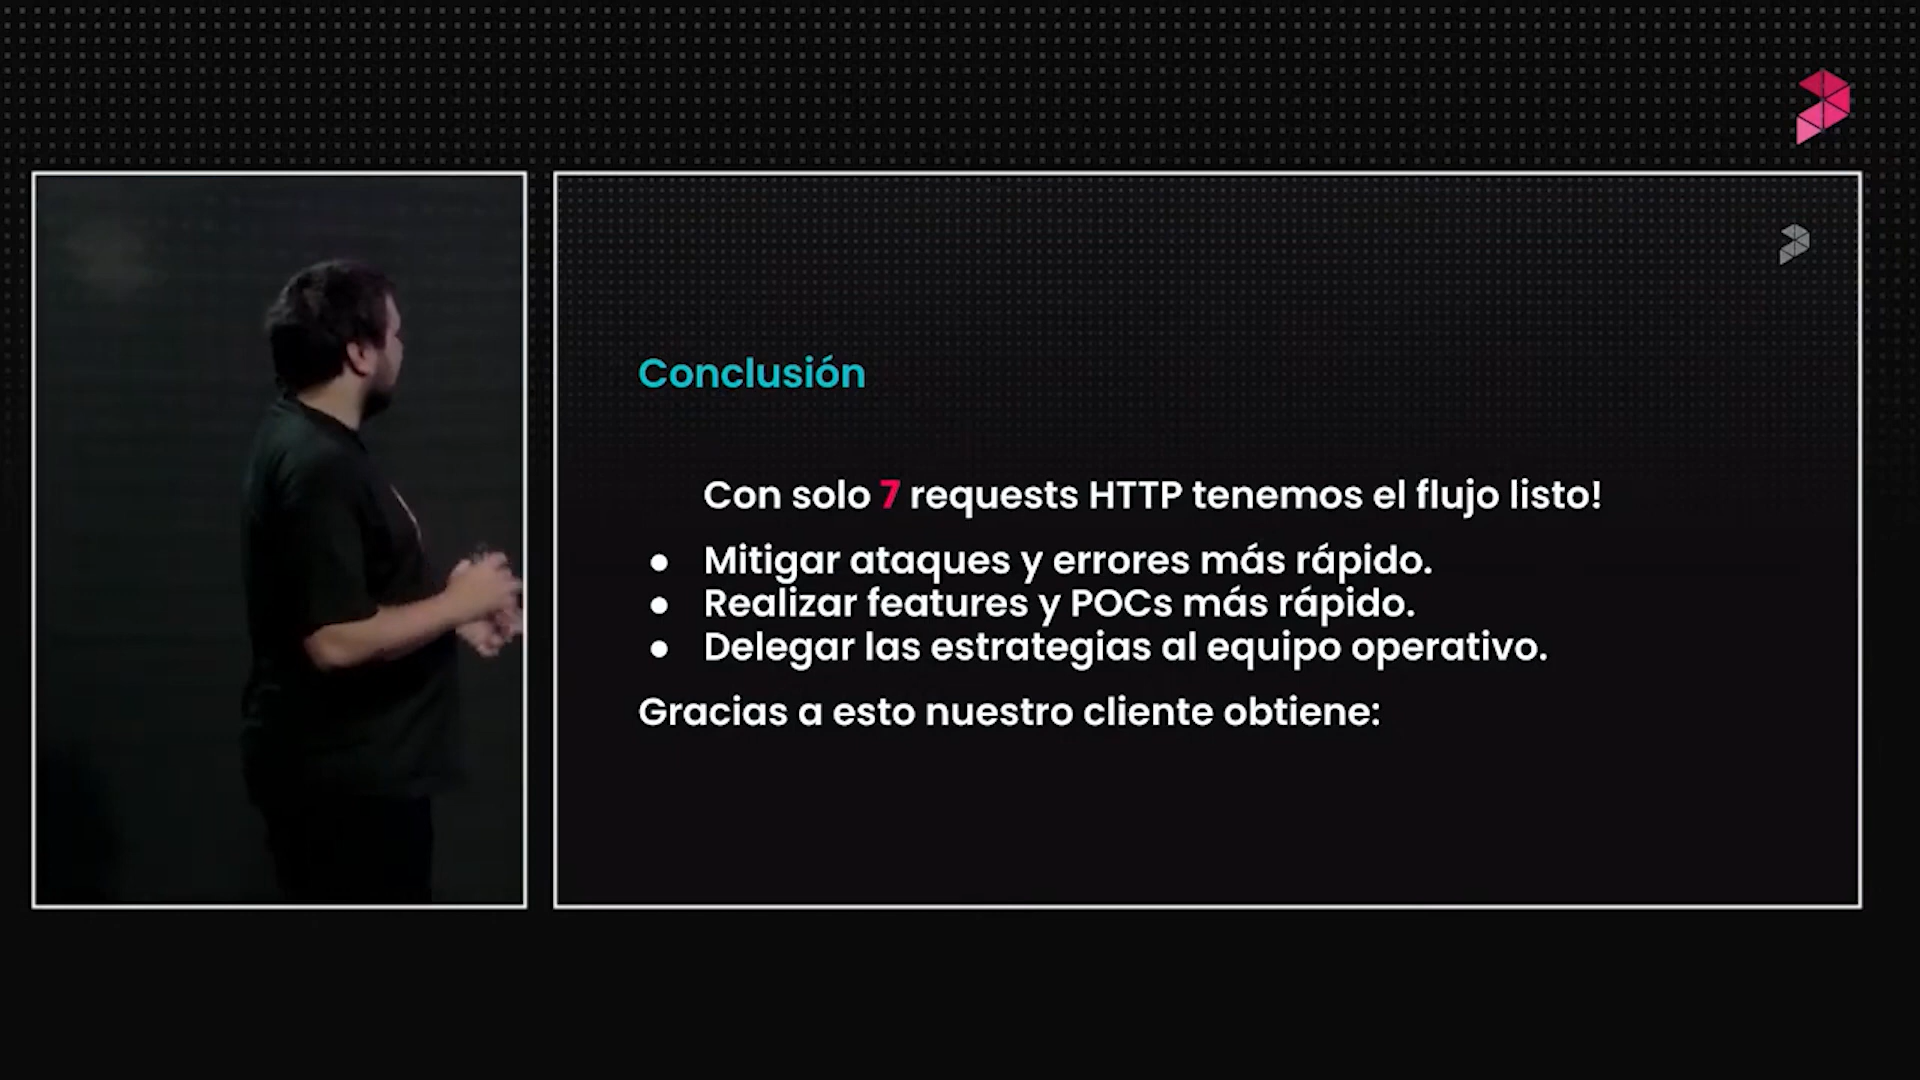 Conclusión
Con solo 7 requests HTTP tenemos el flujo listo!
● Mitigar ataques y errores más rápido.
● Realizar features y POCs más rápido.
● Delegar las estrategias al equipo operativo.
Gracias a esto nuestro cliente obtiene: